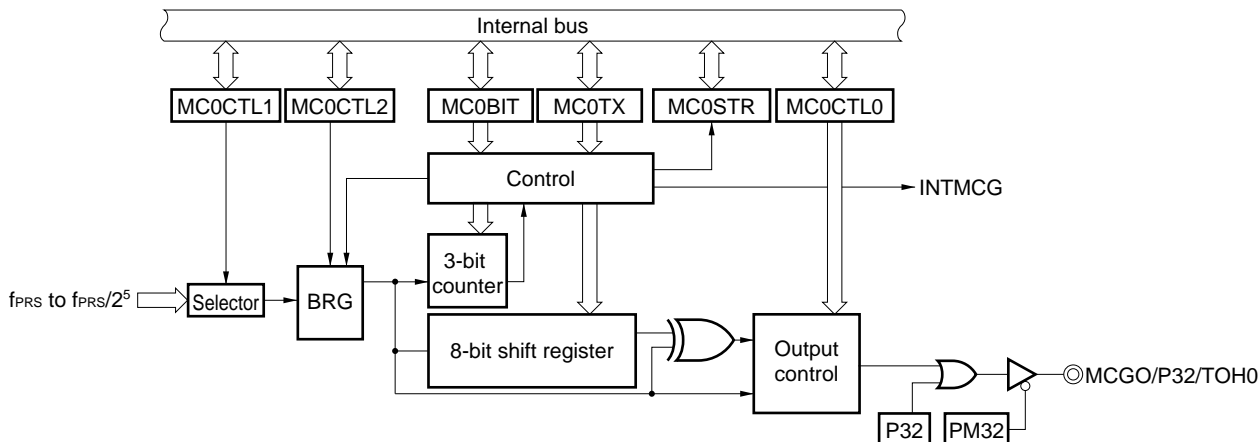 Internal bus
MC0CTL1
MC0CTL2
MC0BIT
MC0TX
MC0STR
MC0CTL0
Control
INTMCG
3-bit
counter
fPRS to fPRS/2⁵
Selector
BRG
8-bit shift register
Output
control
MCGO/P32/TOH0
P32
PM32